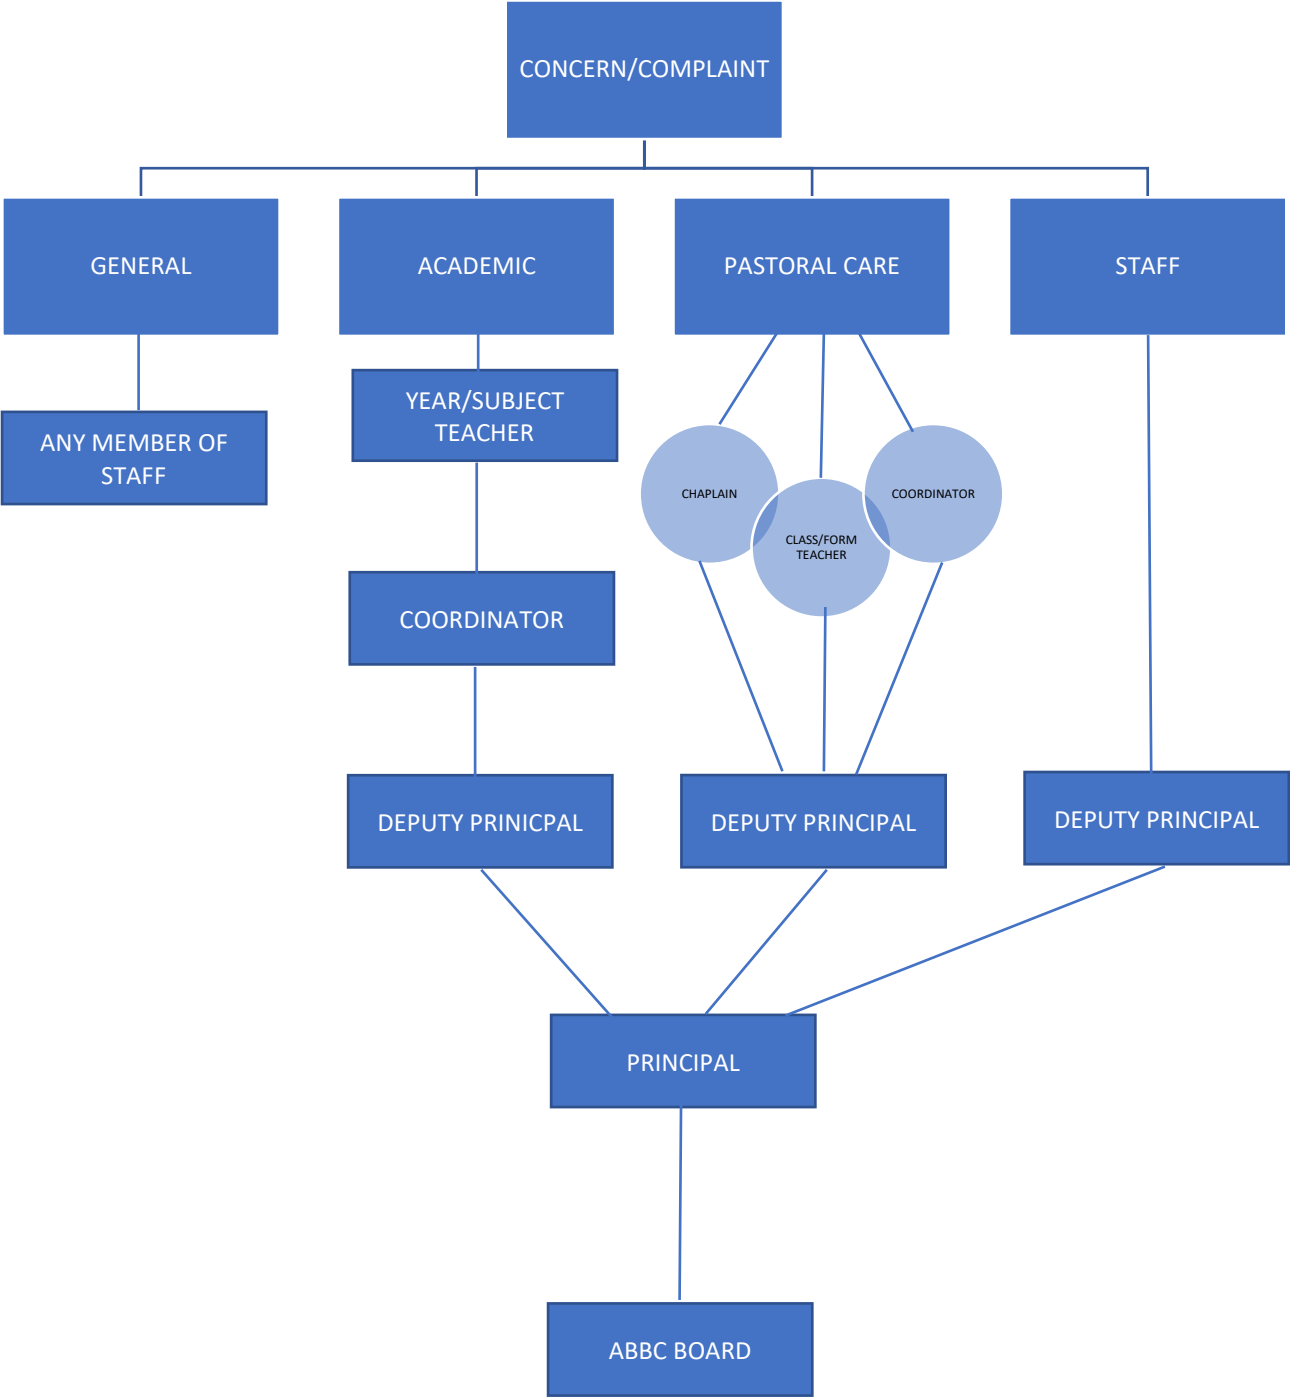 CONCERN/COMPLAINT
GENERAL
ACADEMIC
PASTORAL CARE
STAFF
YEAR/SUBJECT
TEACHER
ANY MEMBER OF
STAFF
CHAPLAIN
COORDINATOR
CLASS/FORM
TEACHER
COORDINATOR
DEPUTY PRINICPAL
DEPUTY PRINCIPAL
DEPUTY PRINCIPAL
PRINCIPAL
ABBC BOARD